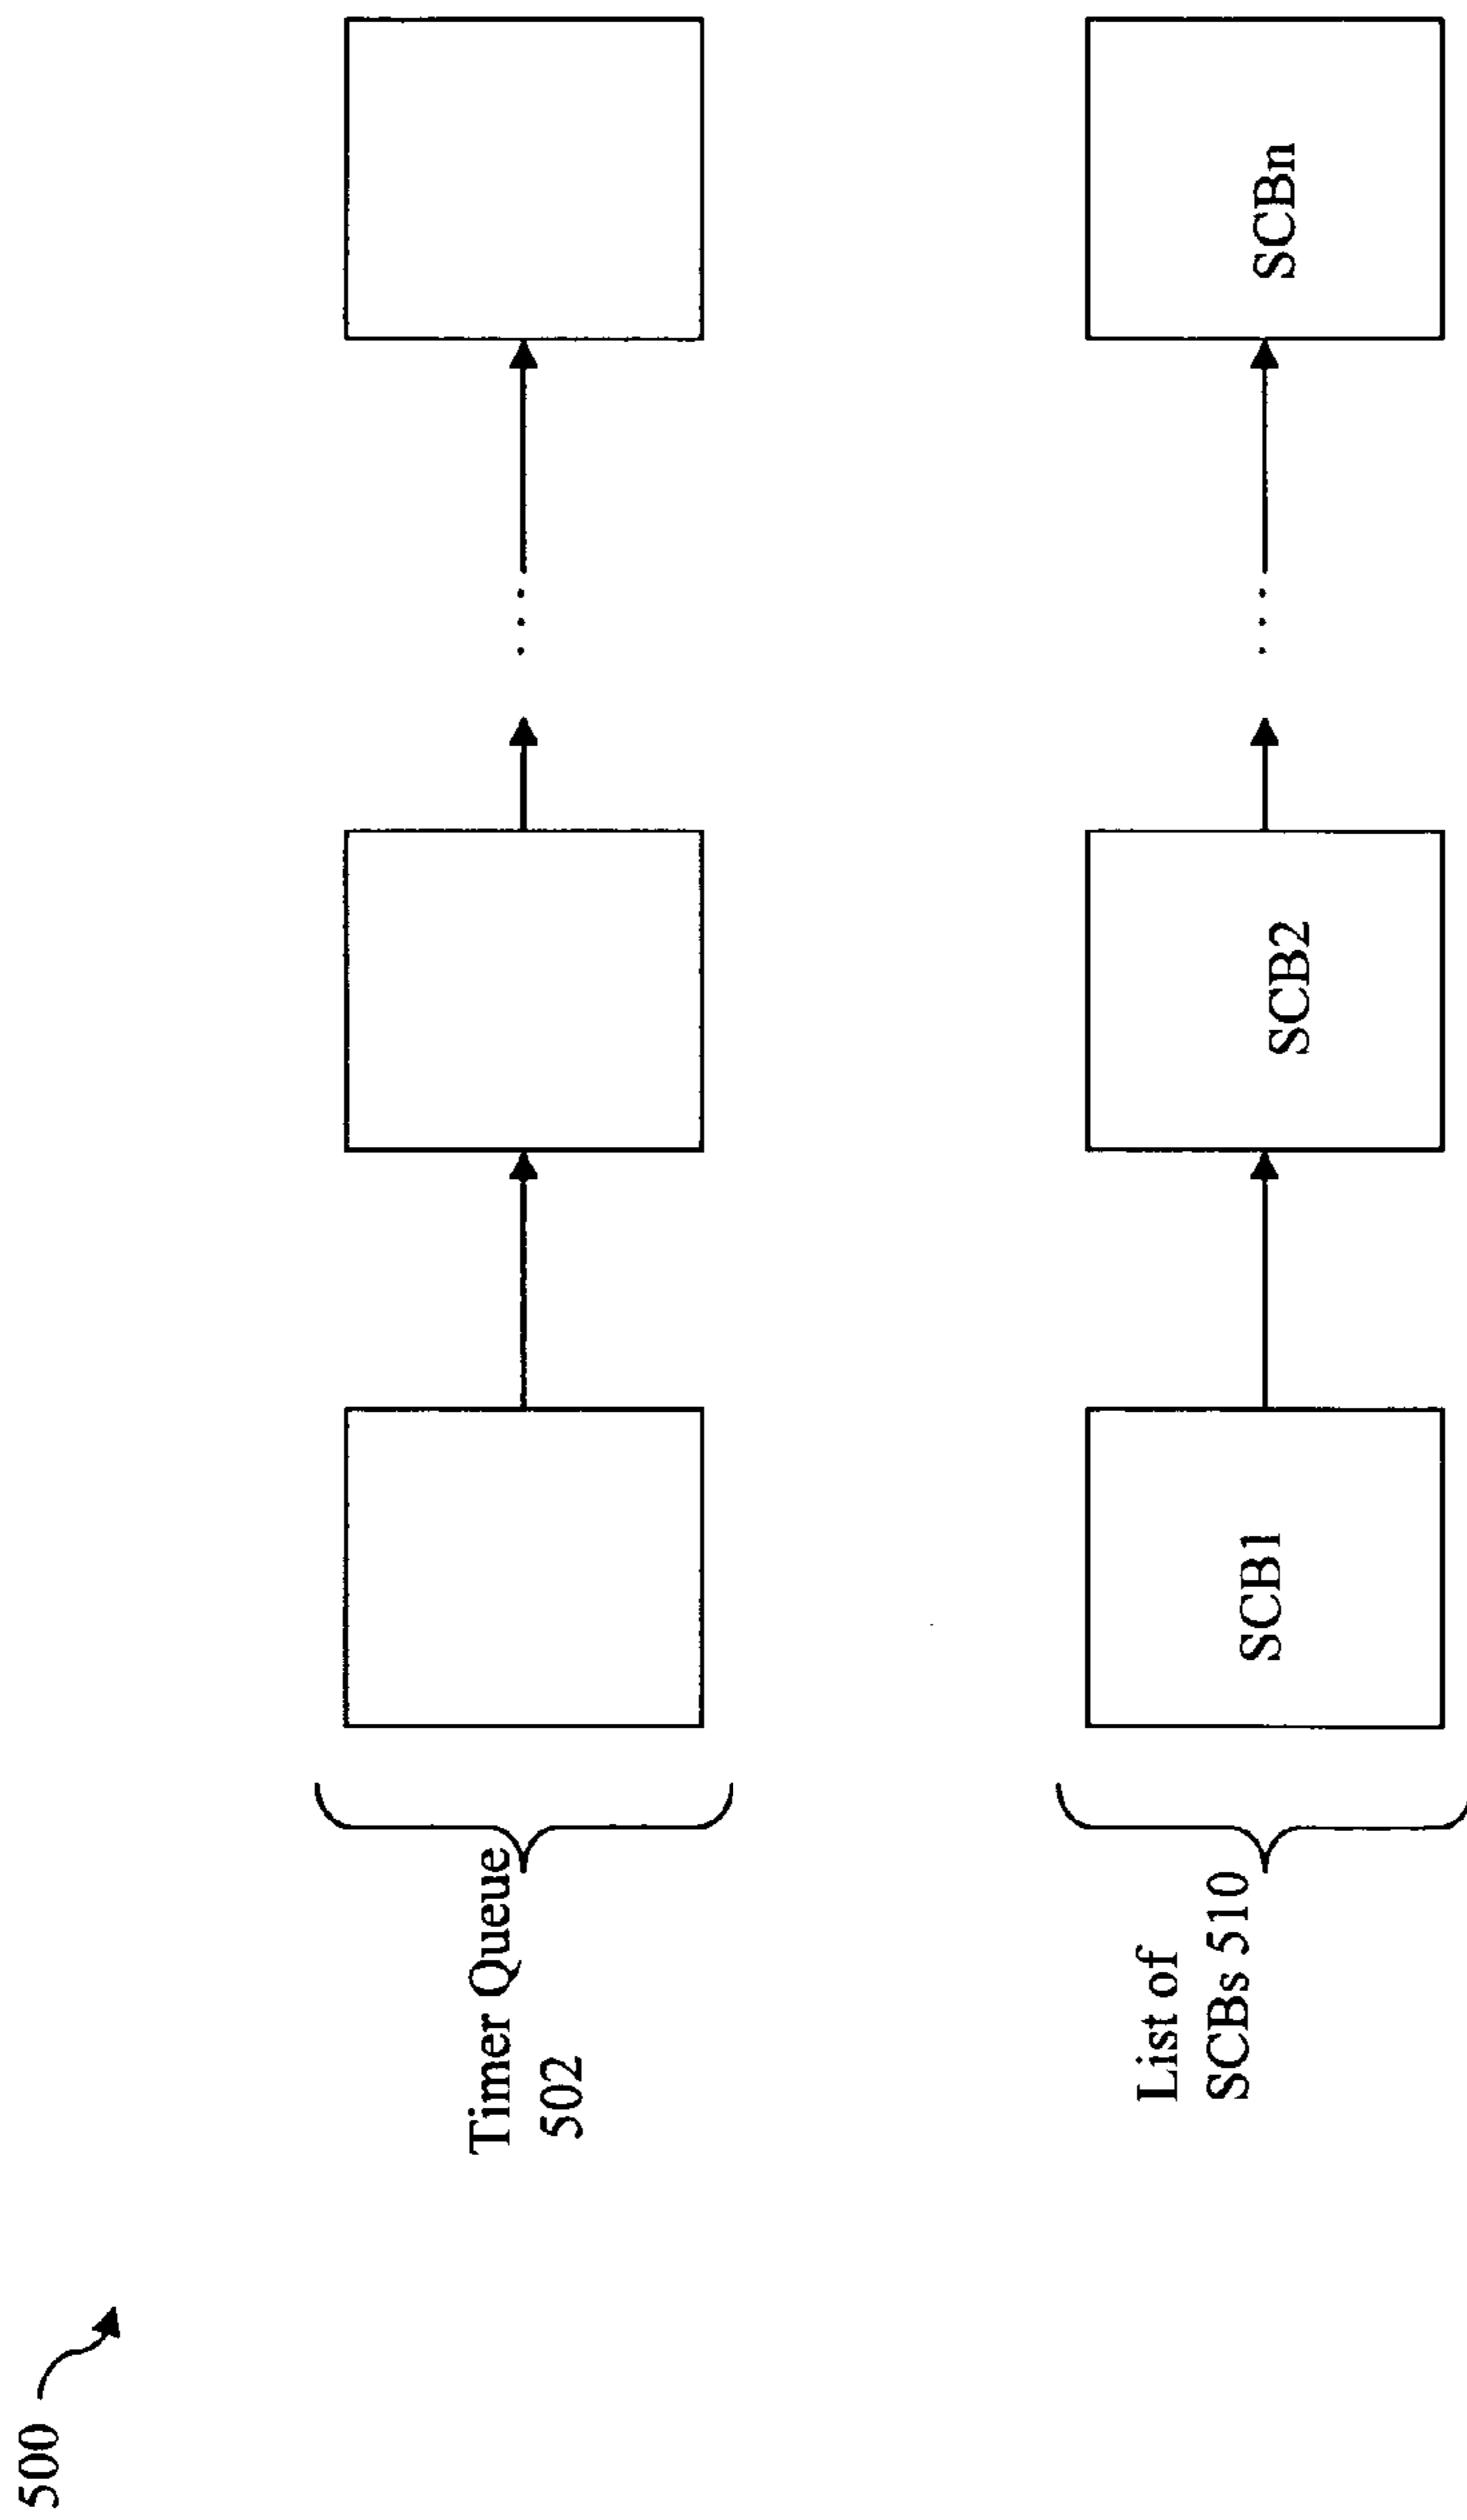 500
Timer Queue
502
List of
SCBs 510
SCB1
SCB2
SCBn